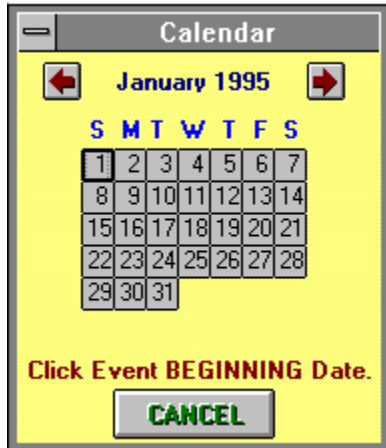 Calendar
January 1995
S M T W T F S
1 2 3 4 5 6 7
8 9 10 11 12 13 14
15 16 17 18 19 20 21
22 23 24 25 26 27 28
29 30 31
Click Event BEGINNING Date.
CANCEL